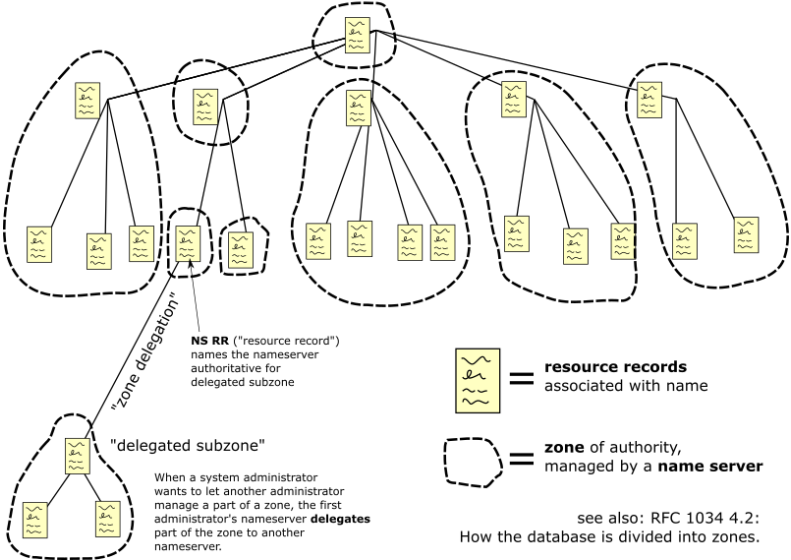 "zone delegation"
NS RR ("resource record")
names the nameserver
authoritative for
delegated subzone
resource records
associated with name
"delegated subzone"
zone of authority,
managed by a name server
When a system administrator
wants to let another administrator
manage a part of a zone, the first
administrator's nameserver delegates
part of the zone to another
nameserver.
see also: RFC 1034 4.2:
How the database is divided into zones.